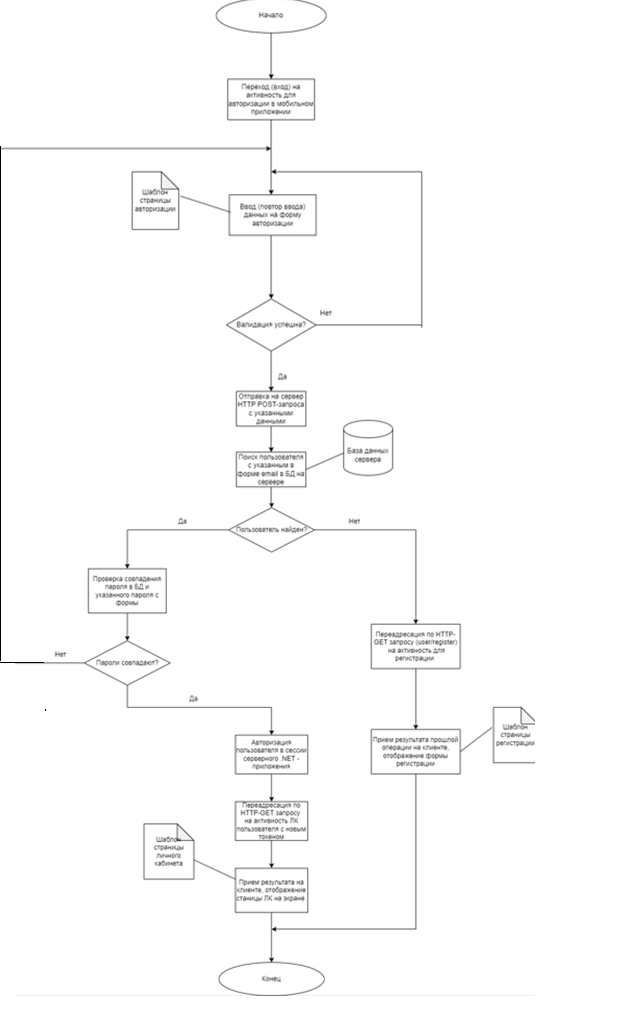 Начало
Переход (вход) на
активность для
авторизации в мобильном
приложении
Шаблон
страницы
авторизации
Ввод (повтор ввода)
данных на форму
авторизации
Валидация успешна?
Нет
Да
Отправка на сервер
HTTP POST-запроса
с указанными
данными
Поиск пользователя
с указанным в
форме email в БД на
сервере
База данных
сервера
Пользователь найден?
Да
Нет
Проверка совпадения
пароля в БД и
указанного пароля с
формы
Переадресация по HTTP-
GET запросу (user/register)
на активность для
регистрации
Пароли совпадают?
Нет
Да
Авторизация
пользователя в сессии
серверного .NET -
приложения
Прием результата прошлой
операции на клиенте,
отображение формы
регистрации
Шаблон
страницы
регистрации
Переадресация по
HTTP-GET запросу
на активность ЛК
пользователя с новым
токеном
Шаблон
страницы
личного
кабинета
Прием результата на
клиенте, отображение
станицы ЛК на экране
Конец